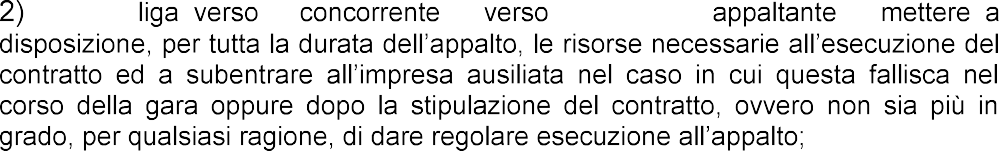 2) liga verso concorrente verso appaltante mettere a
disposizione, per tutta la durata dell'appalto, le risorse necessarie all'esecuzione del
contratto ed a subentrare all'impresa ausiliata nel caso in cui questa fallisca nel
corso della gara oppure dopo la stipulazione del contratto, ovvero non sia più in
grado, per qualsiasi ragione, di dare regolare esecuzione all'appalto;